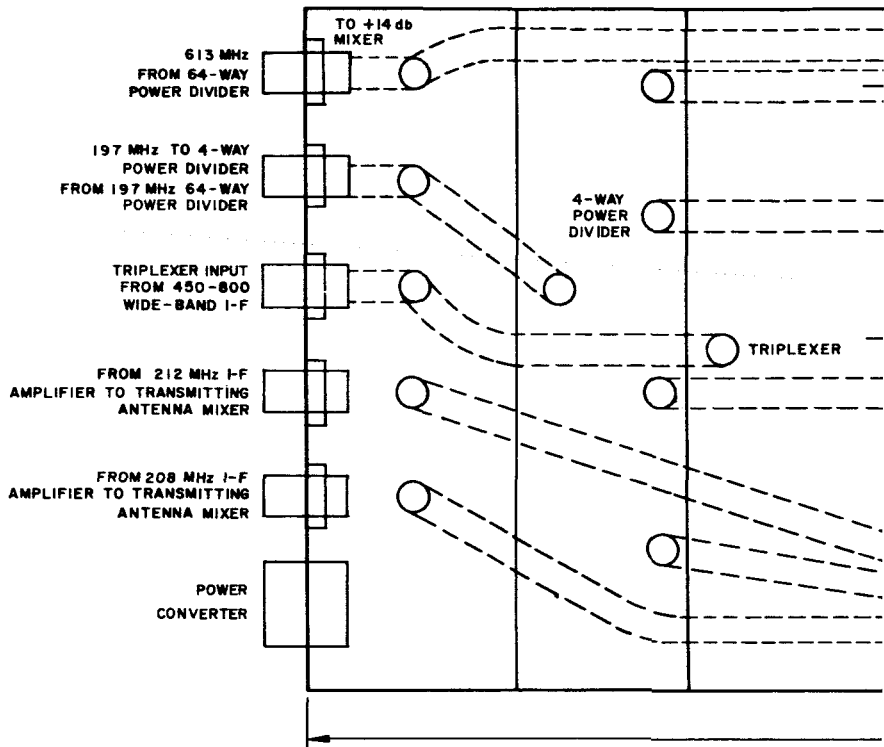 TO +14 db
MIXER
613 MHz
FROM 64-WAY
POWER DIVIDER
197 MHz TO 4-WAY
POWER DIVIDER
FROM 197 MHz 64-WAY
POWER DIVIDER
4-WAY
POWER
DIVIDER
TRIPLEXER INPUT
FROM 450-800
WIDE-BAND I-F
TRIPLEXER
FROM 212 MHz I-F
AMPLIFIER TO TRANSMITTING
ANTENNA MIXER
FROM 208 MHz I-F
AMPLIFIER TO TRANSMITTING
ANTENNA MIXER
POWER
CONVERTER